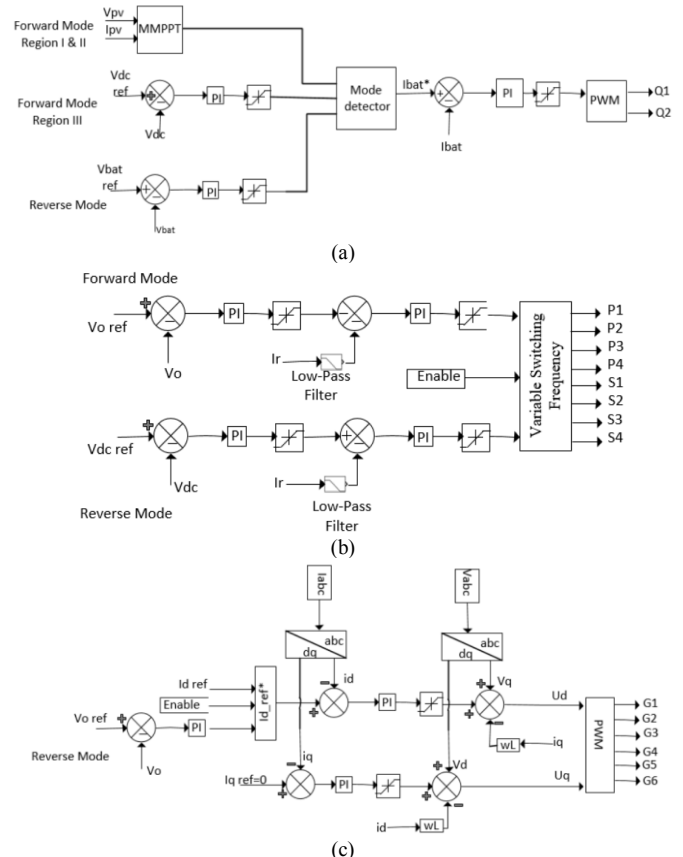 Forward Mode
Region I & II
Vpv
Ipv
MMPPT
Vdc
ref
Forward Mode
Region III
Vdc
PI
Mode
detector
Ibat*
Ibat
PI
PWM
Q1
Q2
Vbat
ref
Reverse Mode
Vbat
PI
(a)
Forward Mode
Vo ref
Vo
PI
Ir
Low-Pass
Filter
PI
Enable
Variable Switching
Frequency
P1
P2
P3
P4
S1
S2
S3
S4
Vdc ref
Vdc
PI
Ir
Low-Pass
Filter
PI
Reverse Mode
(b)
Iabc
Vabc
abc
dq
abc
dq
Id ref
Enable
Vo ref
Reverse Mode
Vo
PI
Id_ref*
id
PI
Vq
Ud
wL
iq
iq
Iq ref=0
PI
Vd
Uq
id
wL
PWM
G1
G2
G3
G4
G5
G6
(c)